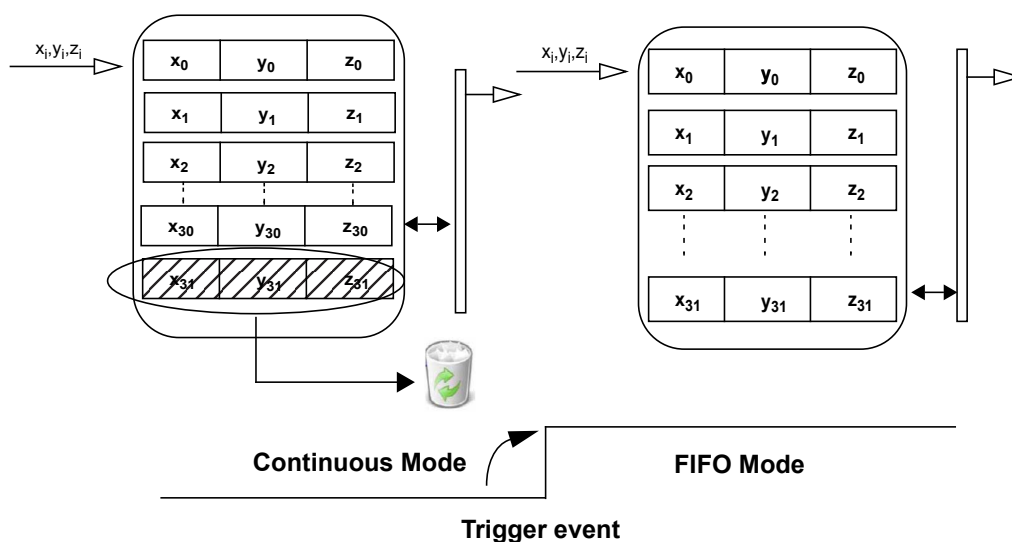 xᵢ,yᵢ,zᵢ
x₀ y₀ z₀
x₁ y₁ z₁
x₂ y₂ z₂
x₃₀ y₃₀ z₃₀
x₃₁ y₃₁ z₃₁
xᵢ,yᵢ,zᵢ
x₀ y₀ z₀
x₁ y₁ z₁
x₂ y₂ z₂
x₃₁ y₃₁ z₃₁
Continuous Mode
FIFO Mode
Trigger event